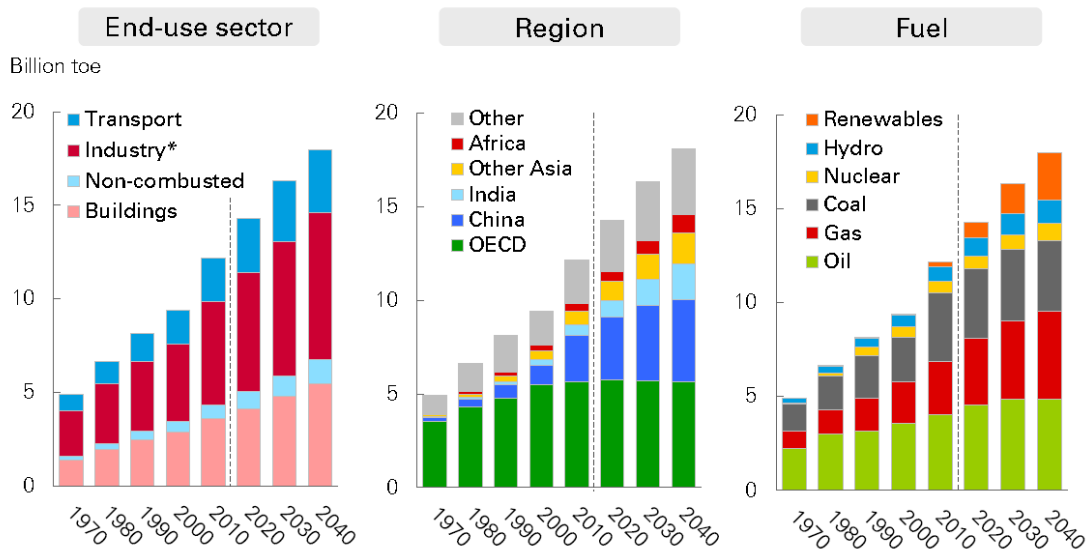 End-use sector
Region
Fuel
Billion toe
20
15
10
5
0
Transport
Industry*
Non-combusted
Buildings
1970
1980
1990
2000
2010
2020
2030
2040
20
15
10
5
0
Other
Africa
Other Asia
India
China
OECD
1970
1980
1990
2000
2010
2020
2030
2040
20
15
10
5
0
Renewables
Hydro
Nuclear
Coal
Gas
Oil
1970
1980
1990
2000
2010
2020
2030
2040